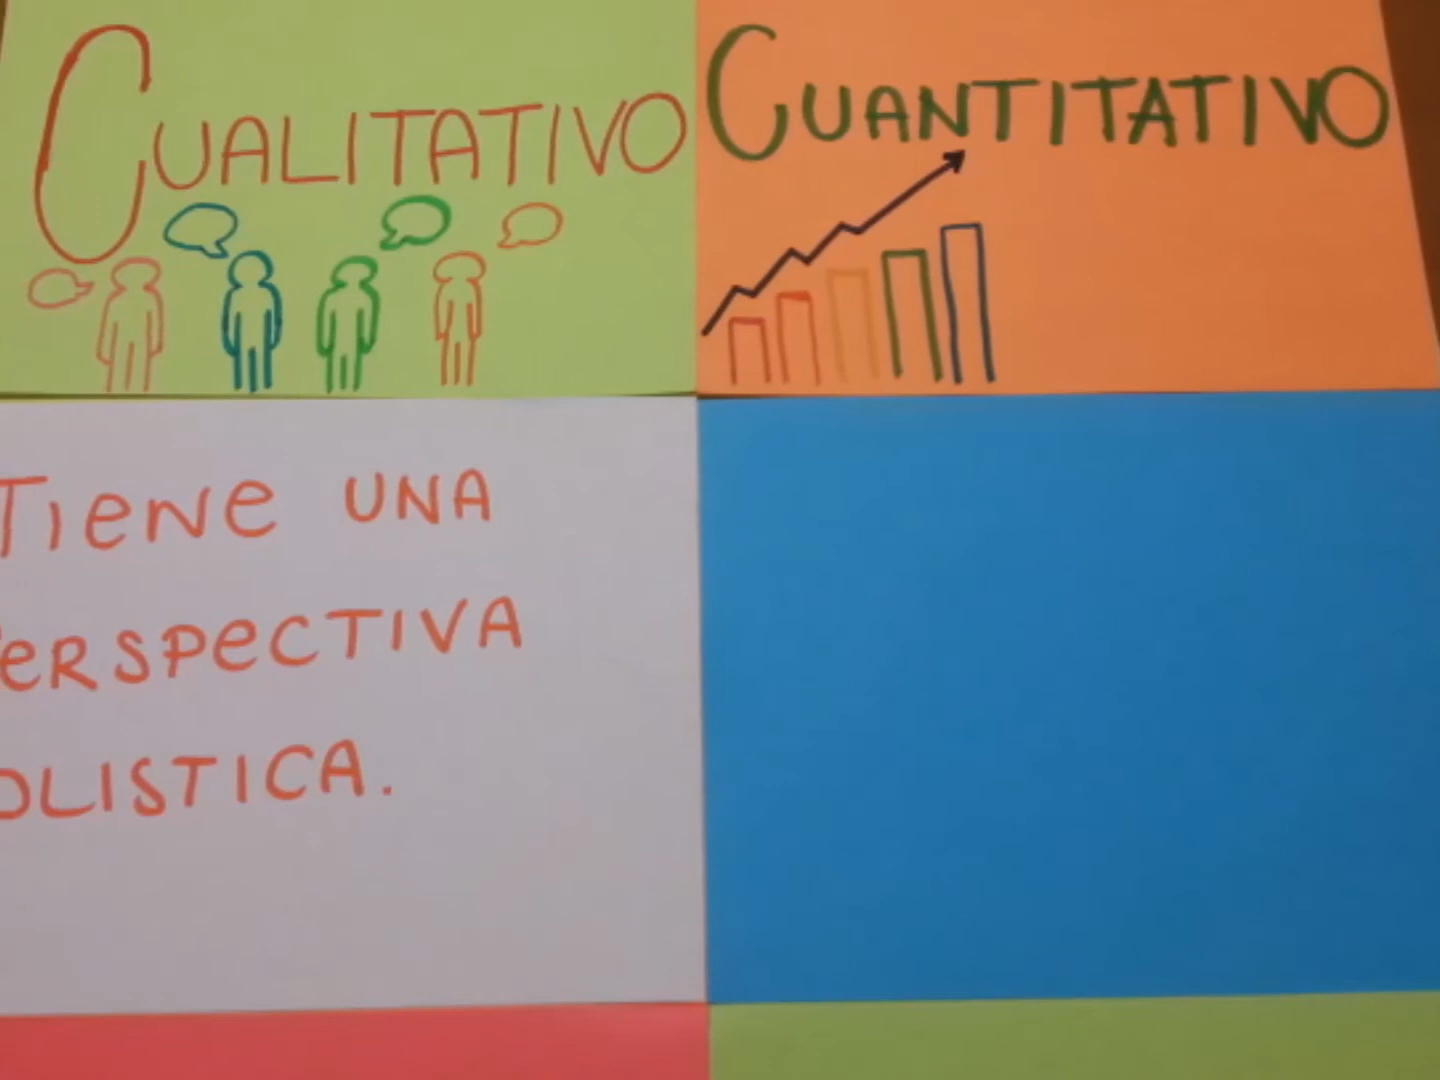 CUALITATIVO
CUANTITATIVO
TIENE UNA
ERSPECTIVA
OLISTICA.